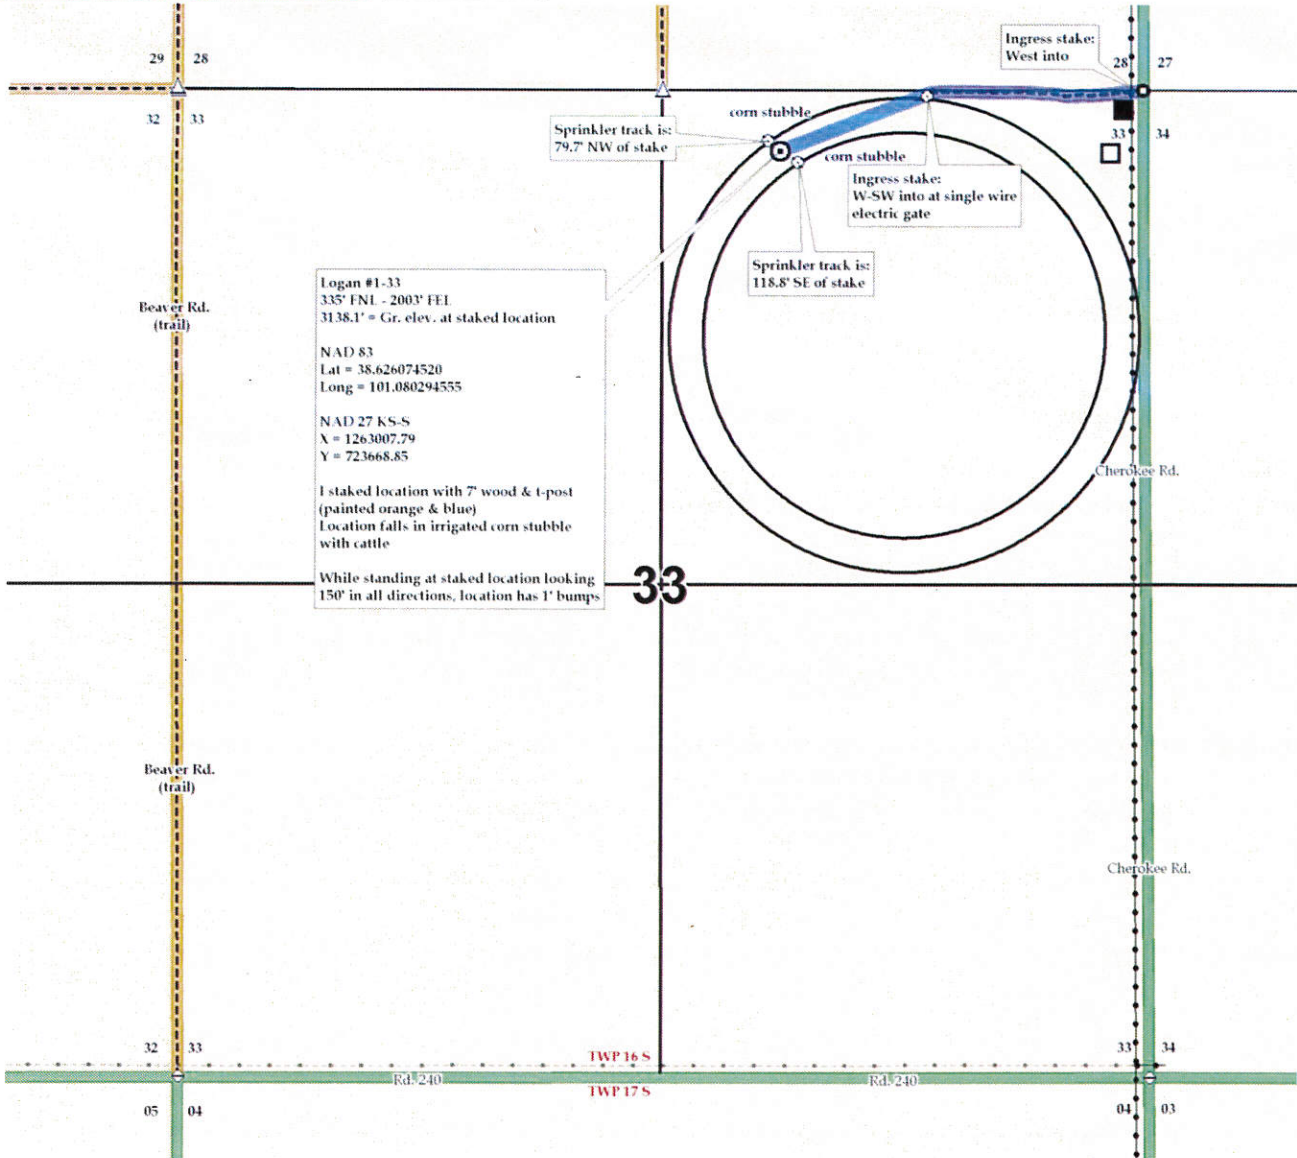 Ingress stake:
West into
29 28
28 27
32 33
33 34
corn stubble
Sprinkler track is:
79.7' NW of stake
corn stubble
Ingress stake:
W-SW into at single wire
electric gate
Sprinkler track is:
118.8' SE of stake
Logan #1-33
335' FNL - 2003' FEL
3138.1' = Gr. elev. at staked location
NAD 83
Lat = 38.626074520
Long = 101.080294555
NAD 27 KS-S
X = 1263007.79
Y = 723668.85
I staked location with 7' wood & t-post
(painted orange & blue)
Location falls in irrigated corn stubble
with cattle
While standing at staked location looking
150' in all directions, location has 1' bumps
Beaver Rd.
(trail)
Cherokee Rd.
33
Beaver Rd.
(trail)
Cherokee Rd.
32 33
33 34
TWP 16 S
Rd. 240
Rd. 240
TWP 17 S
05 04
04 03